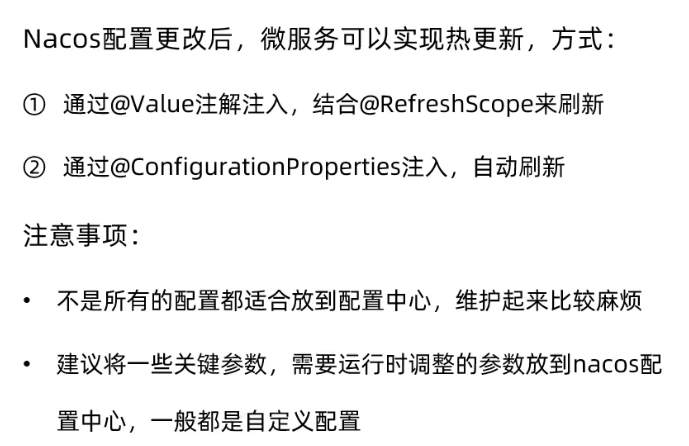 Nacos配置更改后，微服务可以实现热更新，方式：
① 通过@Value注解注入，结合@RefreshScope来刷新
② 通过@ConfigurationProperties注入，自动刷新
注意事项：
• 不是所有的配置都适合放到配置中心，维护起来比较麻烦
• 建议将一些关键参数，需要运行时调整的参数放到nacos配
置中心，一般都是自定义配置